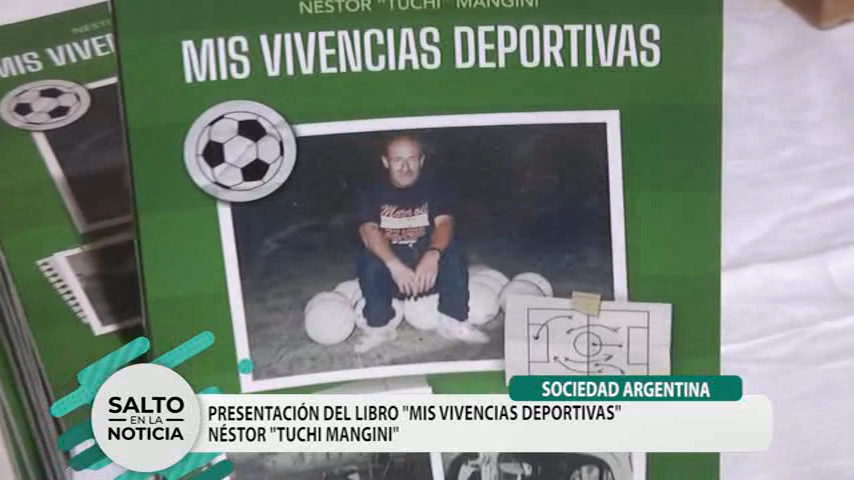 NÉSTOR "TUCHI" MANGINI
MIS VIVENCIAS DEPORTIVAS
MIS VIVE
SOCIEDAD ARGENTINA
PRESENTACIÓN DEL LIBRO "MIS VIVENCIAS DEPORTIVAS"
NÉSTOR "TUCHI MANGINI"
SALTO
EN LA
NOTICIA